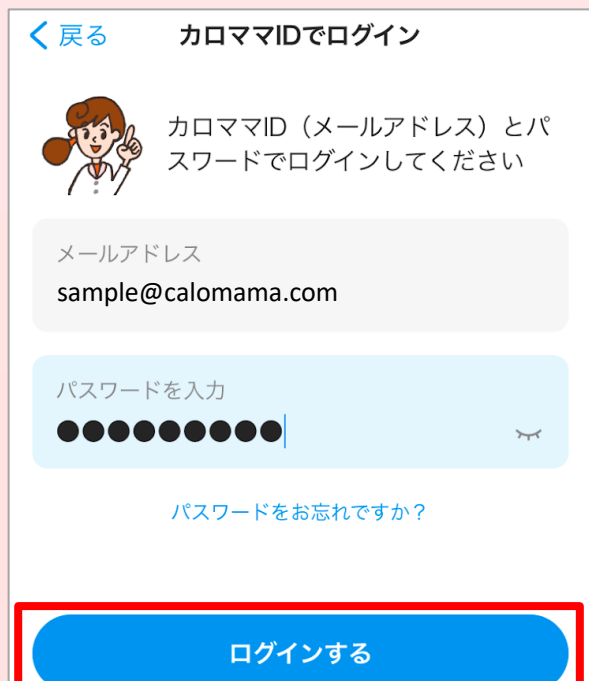 戻る
カロママIDでログイン
カロママID（メールアドレス）とパ
スワードでログインしてください
メールアドレス
sample@calomama.com
パスワードを入力
●●●●●●●●●
パスワードをお忘れですか？
ログインする